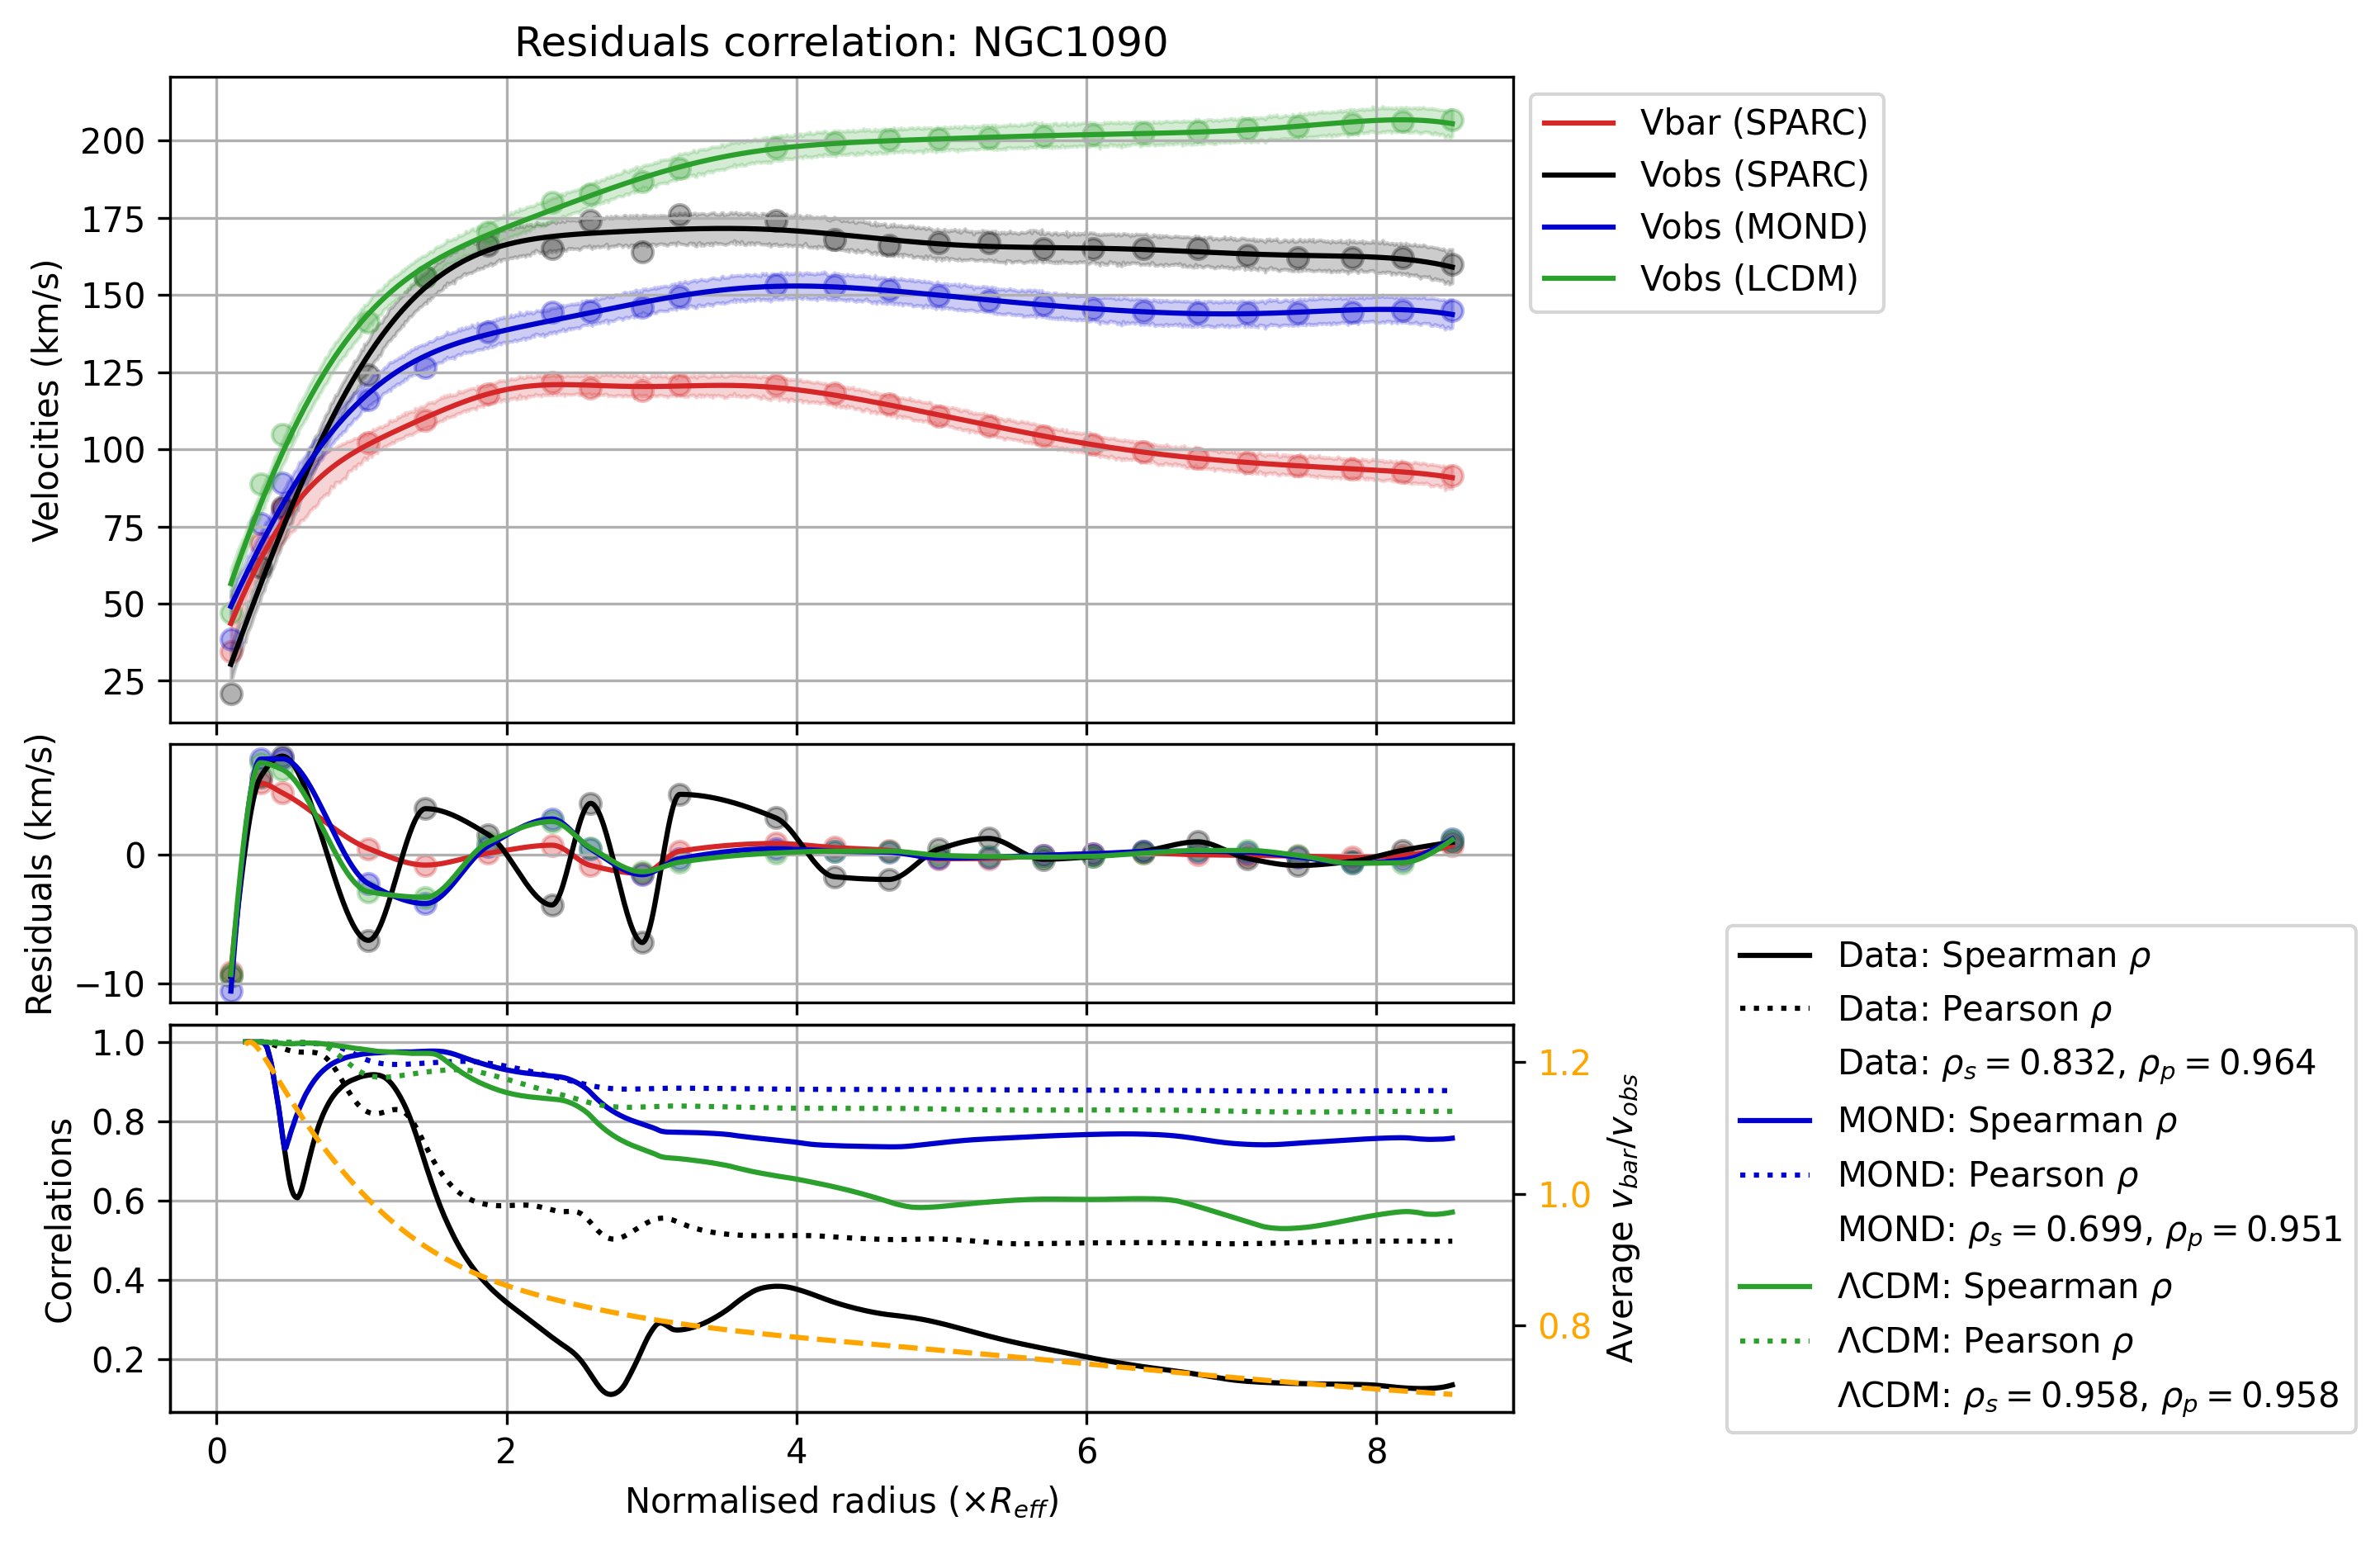 Residuals correlation: NGC1090
Velocities (km/s)
200
175
150
125
100
75
50
25
Vbar (SPARC)
Vobs (SPARC)
Vobs (MOND)
Vobs (LCDM)
Residuals (km/s)
0
−10
Correlations
1.0
0.8
0.6
0.4
0.2
1.2
1.0
0.8
Average v_bar/v_obs
0 2 4 6 8
Normalised radius (×R_eff)
Data: Spearman ρ
Data: Pearson ρ
Data: ρ_s = 0.832, ρ_p = 0.964
MOND: Spearman ρ
MOND: Pearson ρ
MOND: ρ_s = 0.699, ρ_p = 0.951
ΛCDM: Spearman ρ
ΛCDM: Pearson ρ
ΛCDM: ρ_s = 0.958, ρ_p = 0.958